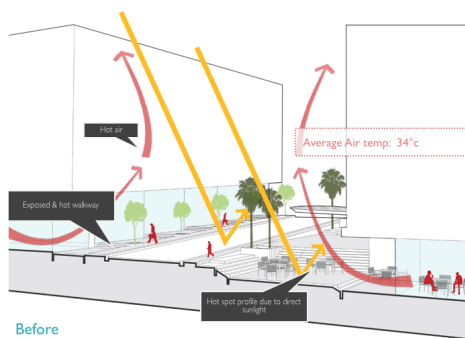 Hot air
Average Air temp: 34°c
Exposed & hot walkway
Hot spot profile due to direct
sunlight
Before